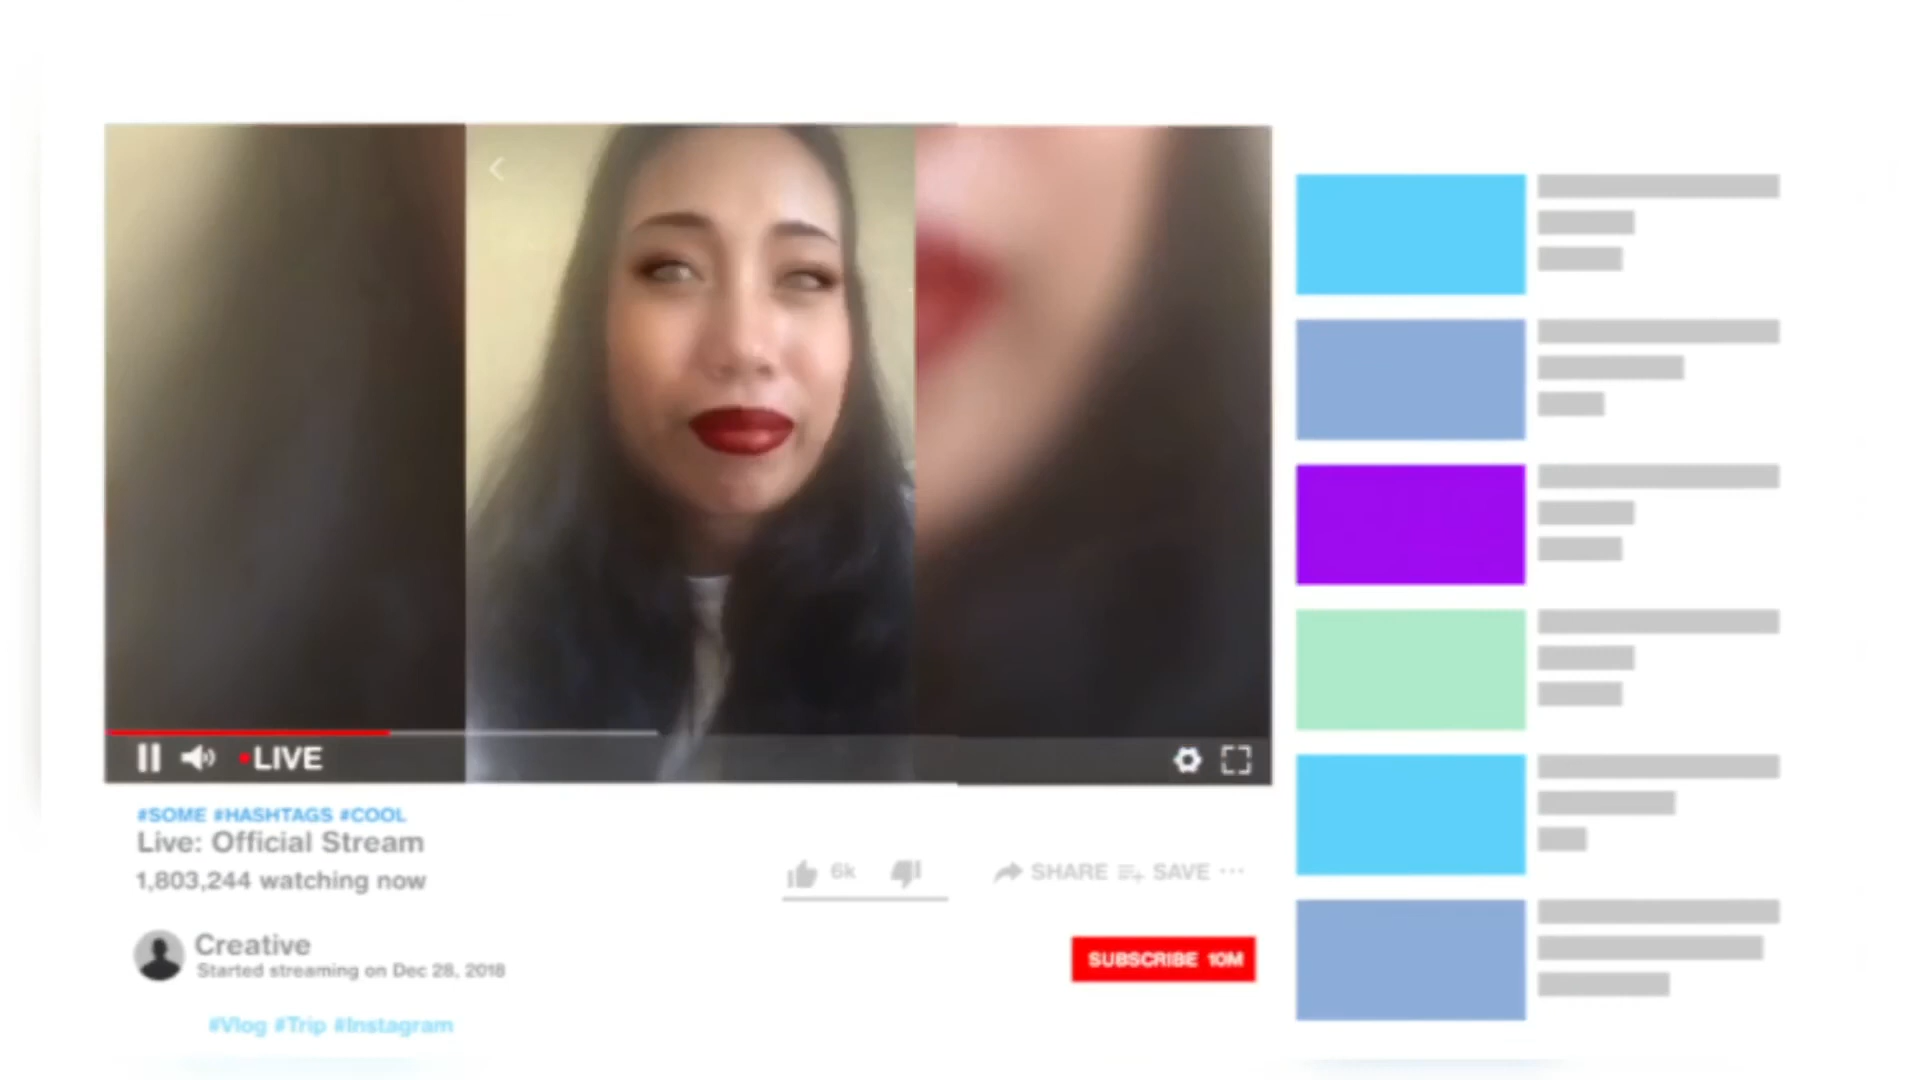 LIVE
#SOME #HASHTAGS #COOL
Live: Official Stream
1,803,244 watching now
6k
SHARE
SAVE
Creative
Started streaming on Dec 28, 2018
SUBSCRIBE 10M
#Vlog #Trip #Instagram